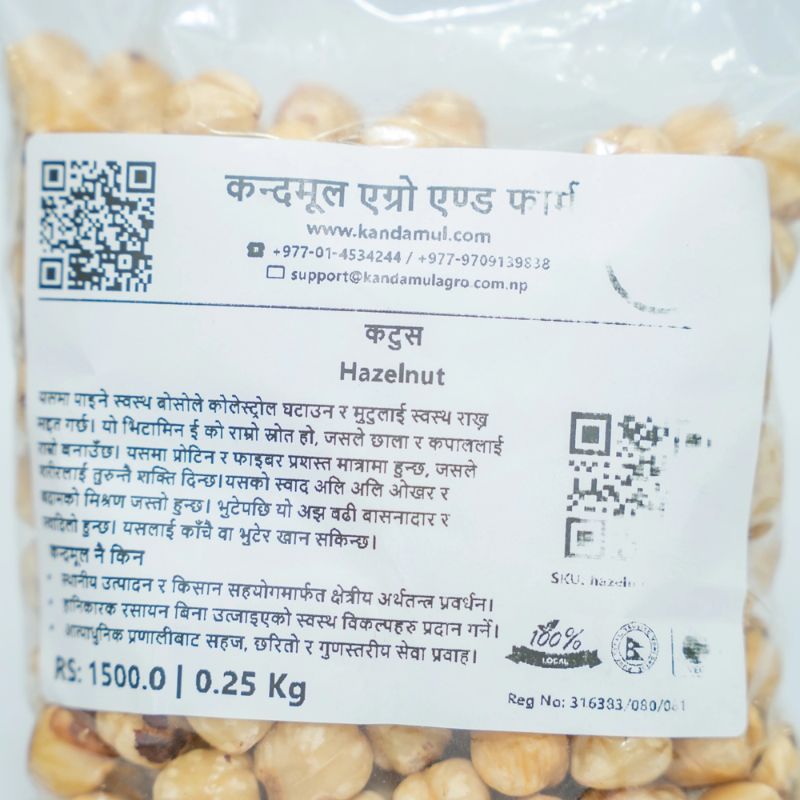 कन्दमूल एग्रो एण्ड फार्म
www.kandamul.com
+977-01-4534244 / +977-9709139838
support@kandamulagro.com.np
कटुस
Hazelnut
यसमा पाइने स्वस्थ बोसोले कोलेस्ट्रोल घटाउन र मुटुलाई स्वस्थ राख्न
मद्दत गर्छ। यो भिटामिन ई को राम्रो स्रोत हो, जसले छाला र कपाललाई
राम्रो बनाउँछ। यसमा प्रोटिन र फाइबर प्रशस्त मात्रामा हुन्छ, जसले
शरीरलाई तुरुन्तै शक्ति दिन्छ।यसको स्वाद अलि अलि ओखर र
बदामको मिश्रण जस्तो हुन्छ। भुटेपछि यो अझ बढी बासनादार र
स्वादिलो हुन्छ। यसलाई काँचै वा भुटेर खान सकिन्छ।
कन्दमूल नै किन
• स्थानीय उत्पादन र किसान सहयोगमार्फत क्षेत्रीय अर्थतन्त्र प्रवर्धन।
• हानिकारक रसायन बिना उत्जाइएको स्वस्थ विकल्पहरु प्रदान गर्ने।
• अत्याधुनिक प्रणालीबाट सहज, छरितो र गुणस्तरीय सेवा प्रवाह।
SKU:
100%
LOCAL
RS: 1500.0 | 0.25 Kg
Reg No: 316383/080/081